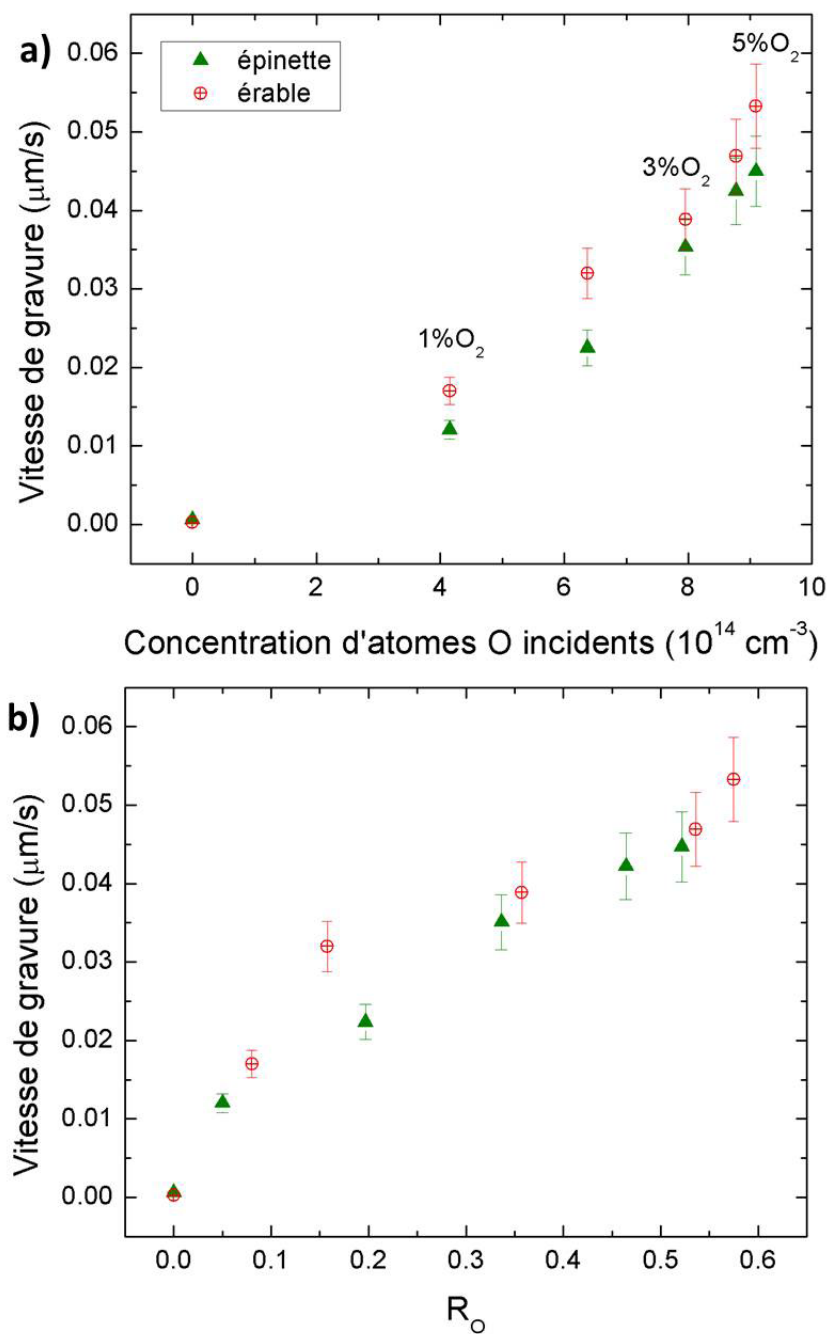 a)
épinette
érable
5%O₂
3%O₂
1%O₂
0.06
0.05
0.04
0.03
0.02
0.01
0.00
Vitesse de gravure (μm/s)
0 2 4 6 8 10
Concentration d'atomes O incidents (10¹⁴ cm⁻³)
b)
0.06
0.05
0.04
0.03
0.02
0.01
0.00
Vitesse de gravure (μm/s)
0.0 0.1 0.2 0.3 0.4 0.5 0.6
R_O